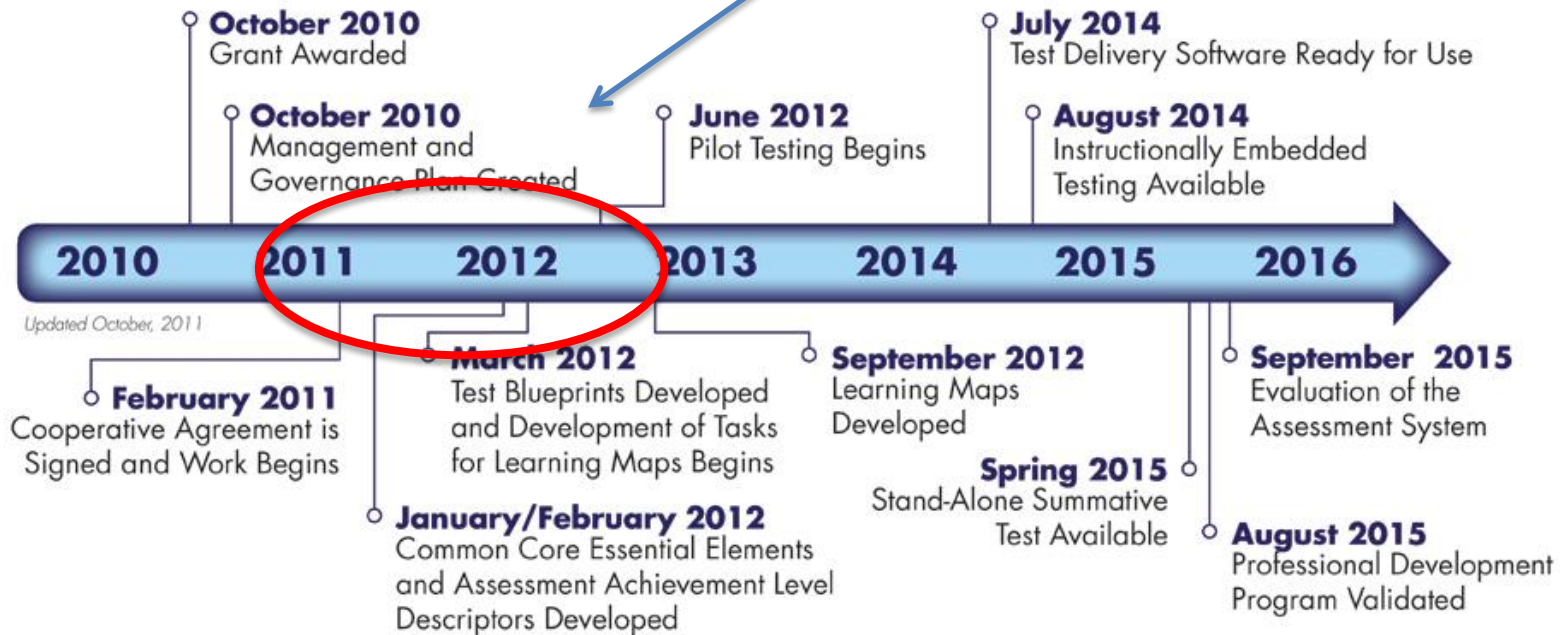 October 2010
Grant Awarded
October 2010
Management and
Governance Plan Created
June 2012
Pilot Testing Begins
July 2014
Test Delivery Software Ready for Use
August 2014
Instructionally Embedded
Testing Available
2010 2011 2012 2013 2014 2015 2016
Updated October, 2011
February 2011
Cooperative Agreement is
Signed and Work Begins
March 2012
Test Blueprints Developed
and Development of Tasks
for Learning Maps Begins
January/February 2012
Common Core Essential Elements
and Assessment Achievement Level
Descriptors Developed
September 2012
Learning Maps
Developed
Spring 2015
Stand-Alone Summative
Test Available
September 2015
Evaluation of the
Assessment System
August 2015
Professional Development
Program Validated